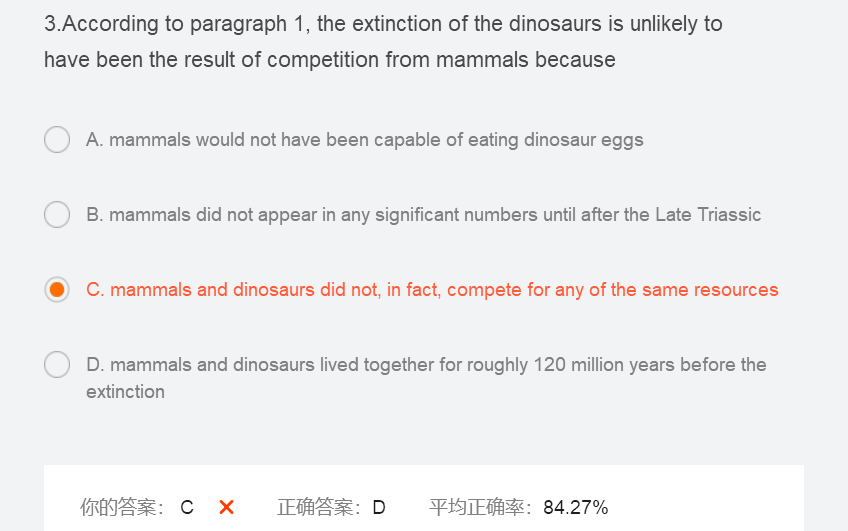 3.According to paragraph 1, the extinction of the dinosaurs is unlikely to
have been the result of competition from mammals because
A. mammals would not have been capable of eating dinosaur eggs
B. mammals did not appear in any significant numbers until after the Late Triassic
C. mammals and dinosaurs did not, in fact, compete for any of the same resources
D. mammals and dinosaurs lived together for roughly 120 million years before the
extinction
你的答案： C 正确答案： D 平均正确率： 84.27%